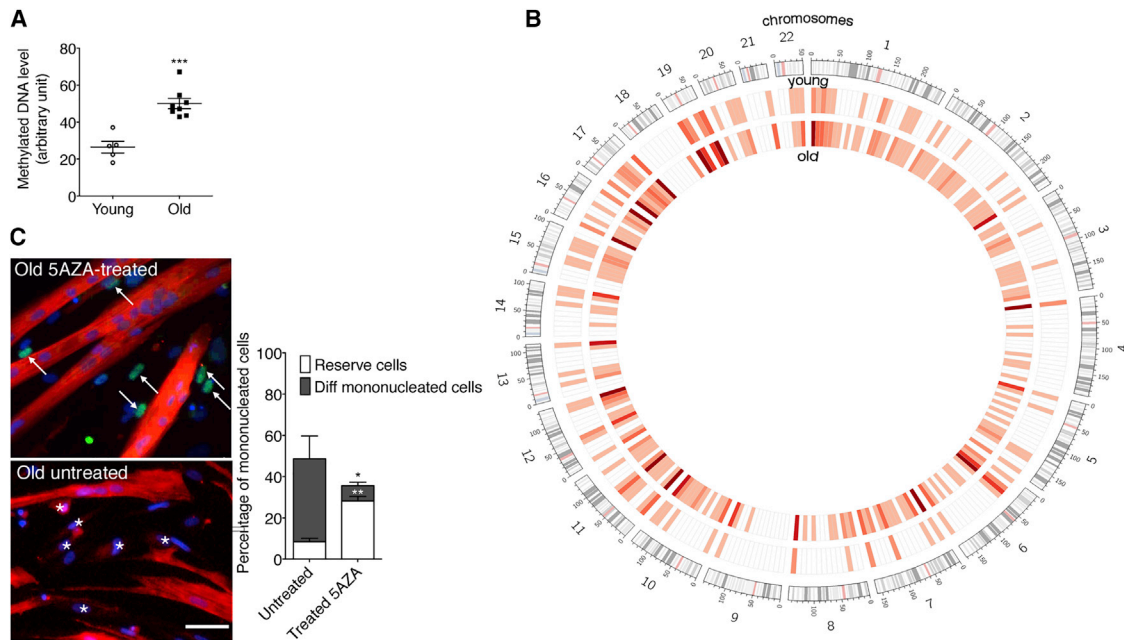 A
Methylated DNA level
(arbitrary unit)
80
60
40
20
0
***
Young
Old
B
chromosomes
young
old
1
2
3
4
5
6
7
8
9
10
11
12
13
14
15
16
17
18
19
20
21
22
C
Old 5AZA-treated
Old untreated
*
*
*
*
*
*
Percentage of mononucleated cells
100
80
60
40
20
0
Reserve cells
Diff mononucleated cells
*
**
Untreated
Treated 5AZA